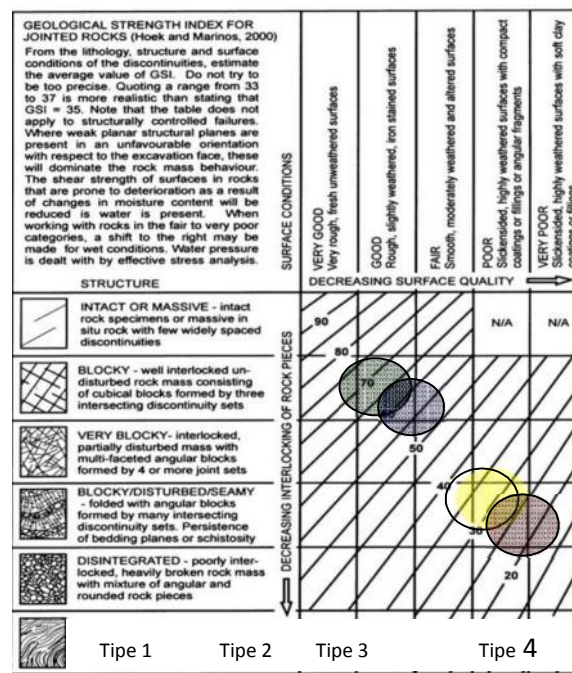 GEOLOGICAL STRENGTH INDEX FOR
JOINTED ROCKS (Hoek and Marinos, 2000)
From the lithology, structure and surface
conditions of the discontinuities, estimate
the average value of GSI. Do not try to
be too precise. Quoting a range from 33
to 37 is more realistic than stating that
GSI = 35. Note that the table does not
apply to structurally controlled failures.
Where weak planar structural planes are
present in an unfavourable orientation
with respect to the excavation face, these
will dominate the rock mass behaviour.
The shear strength of surfaces in rocks
that are prone to deterioration as a result
of changes in moisture content will be
reduced is water is present. When
working with rocks in the fair to very poor
categories, a shift to the right may be
made for wet conditions. Water pressure
is dealt with by effective stress analysis.
SURFACE CONDITIONS
VERY GOOD
Very rough, fresh unweathered surfaces
GOOD
Rough, slightly weathered, iron stained surfaces
FAIR
Smooth, moderately weathered and altered surfaces
POOR
Slickensided, highly weathered surfaces with compact
coatings or fillings or angular fragments
VERY POOR
Slickensided, highly weathered surfaces with soft clay
coatings or fillings
STRUCTURE
DECREASING SURFACE QUALITY
INTACT OR MASSIVE - intact
rock specimens or massive in
situ rock with few widely spaced
discontinuities
BLOCKY - well interlocked un-
disturbed rock mass consisting
of cubical blocks formed by three
intersecting discontinuity sets
VERY BLOCKY- interlocked,
partially disturbed mass with
multi-faceted angular blocks
formed by 4 or more joint sets
BLOCKY/DISTURBED/SEAMY
- folded with angular blocks
formed by many intersecting
discontinuity sets. Persistence
of bedding planes or schistosity
DISINTEGRATED - poorly inter-
locked, heavily broken rock mass
with mixture of angular and
rounded rock pieces
DECREASING INTERLOCKING OF ROCK PIECES
90
N/A
N/A
80
70
50
40
30
20
Tipe 1
Tipe 2
Tipe 3
Tipe 4